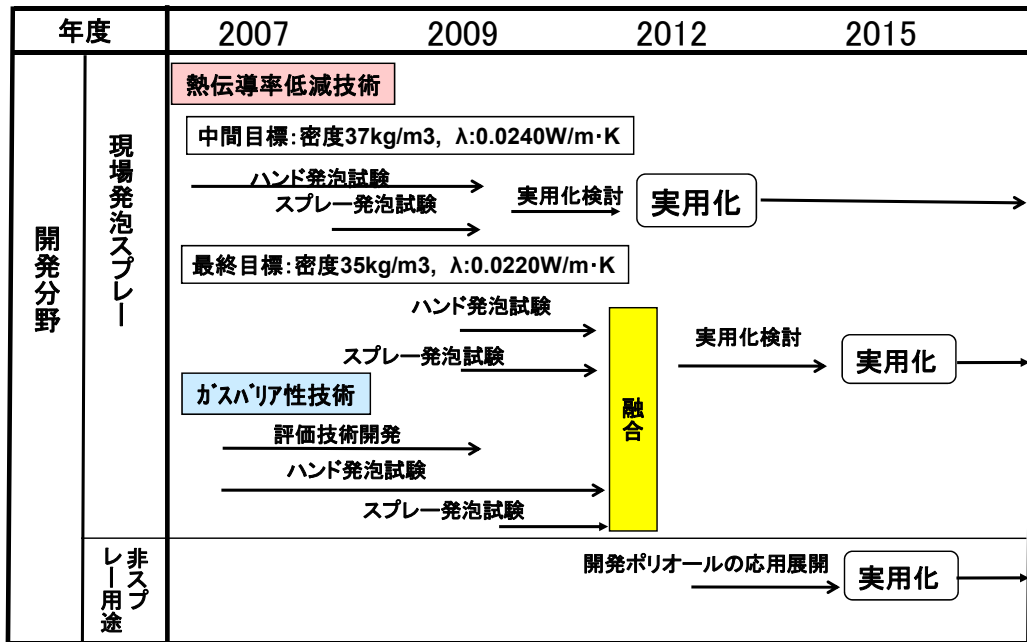 年度 2007 2009 2012 2015
開発分野
現場発泡スプレー
熱伝導率低減技術
中間目標:密度37kg/m3, λ:0.0240W/m·K
ハンド発泡試験
スプレー発泡試験
実用化検討
実用化
最終目標:密度35kg/m3, λ:0.0220W/m·K
ハンド発泡試験
スプレー発泡試験
実用化検討
実用化
ガスバリア性技術
評価技術開発
ハンド発泡試験
スプレー発泡試験
融合
非スプ
レー用途
開発ポリオールの応用展開
実用化